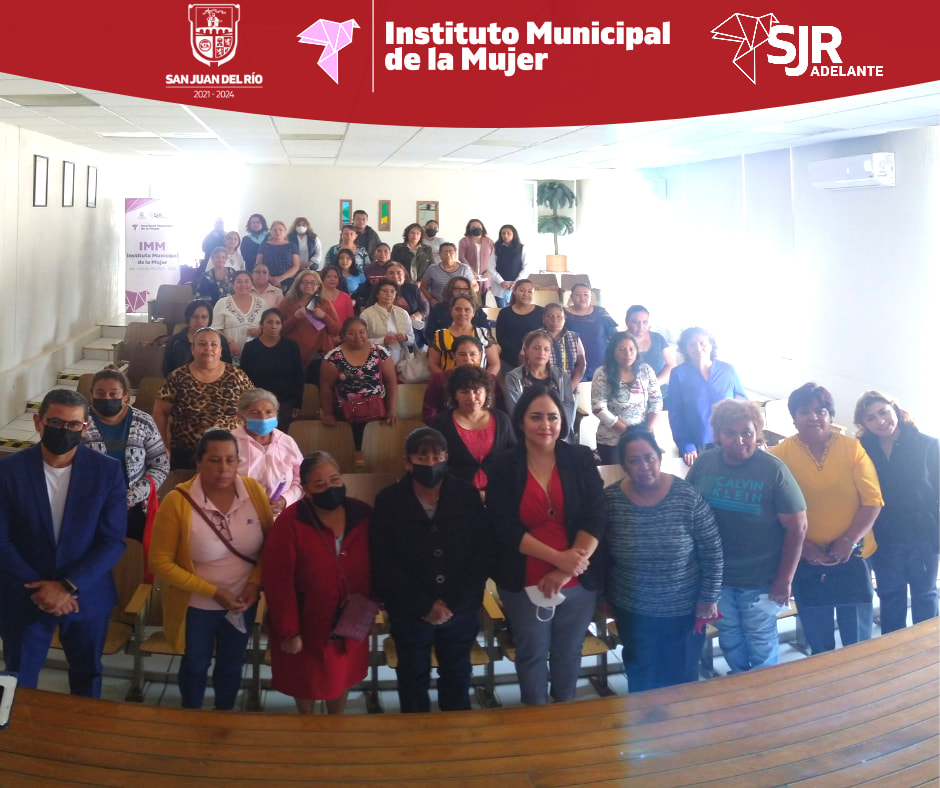 SAN JUAN DEL RÍO
2021 - 2024
Instituto Municipal
de la Mujer
SJR
ADELANTE
IMM
Instituto Municipal
de la Mujer
CALVIN
KLEIN